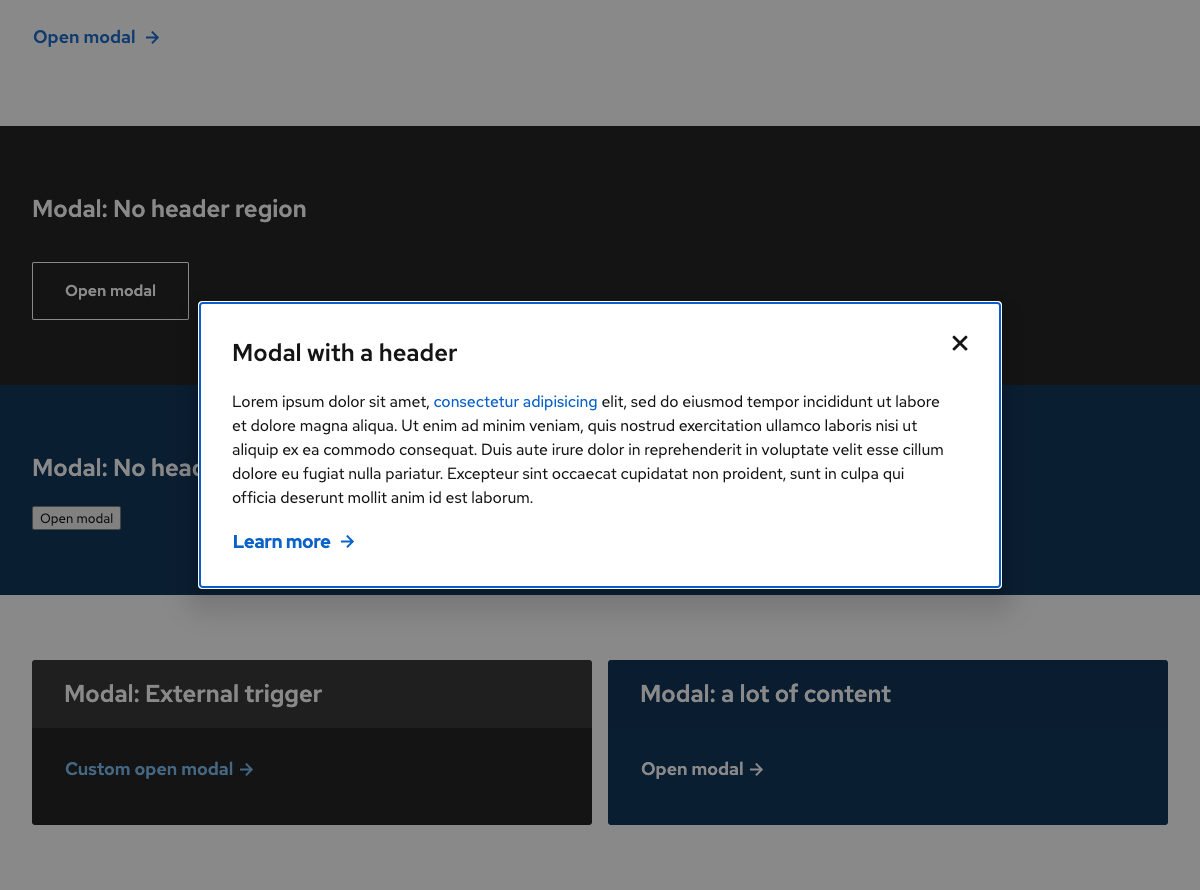 Open modal →
Modal: No header region
Open modal
Modal with a header
Lorem ipsum dolor sit amet, consectetur adipisicing elit, sed do eiusmod tempor incididunt ut labore
et dolore magna aliqua. Ut enim ad minim veniam, quis nostrud exercitation ullamco laboris nisi ut
aliquip ex ea commodo consequat. Duis aute irure dolor in reprehenderit in voluptate velit esse cillum
dolore eu fugiat nulla pariatur. Excepteur sint occaecat cupidatat non proident, sunt in culpa qui
officia deserunt mollit anim id est laborum.
Learn more →
Modal: No
Open modal
Modal: External trigger
Custom open modal →
Modal: a lot of content
Open modal →